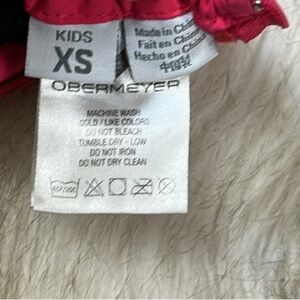 KIDS
XS
Made in China
Fait en Chine
Hecho en China
OBERMEYER
MACHINE WASH
COLD / LIKE COLORS
DO NOT BLEACH
TUMBLE DRY - LOW
DO NOT IRON
DO NOT DRY CLEAN